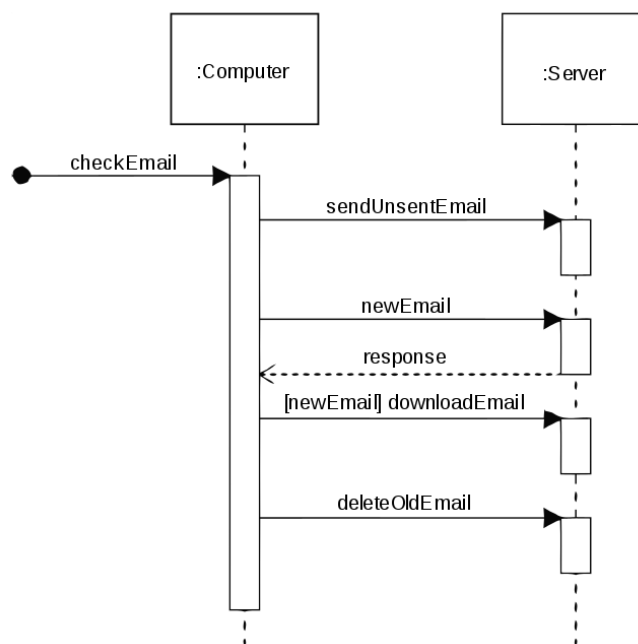 :Computer
:Server
checkEmail
sendUnsentEmail
newEmail
response
[newEmail] downloadEmail
deleteOldEmail